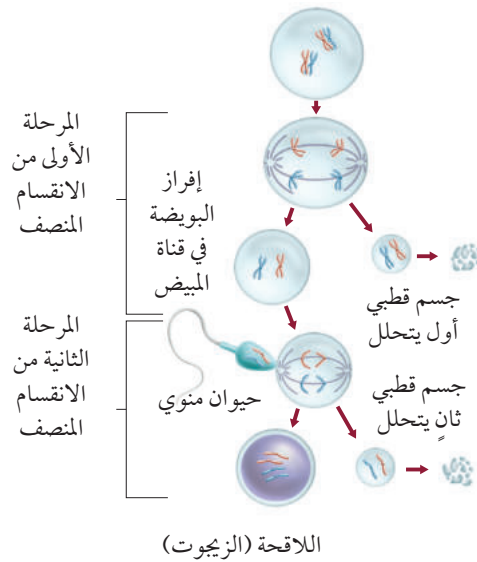 المرحلة
الأولى من
الانقسام
المنصف
إفراز
البويضة
في قناة
المبيض
جسم قطبي
أول يتحلل
المرحلة
الثانية من
الانقسام
المنصف
حيوان منوي
جسم قطبي
ثانٍ يتحلل
اللاقحة (الزيجوت)